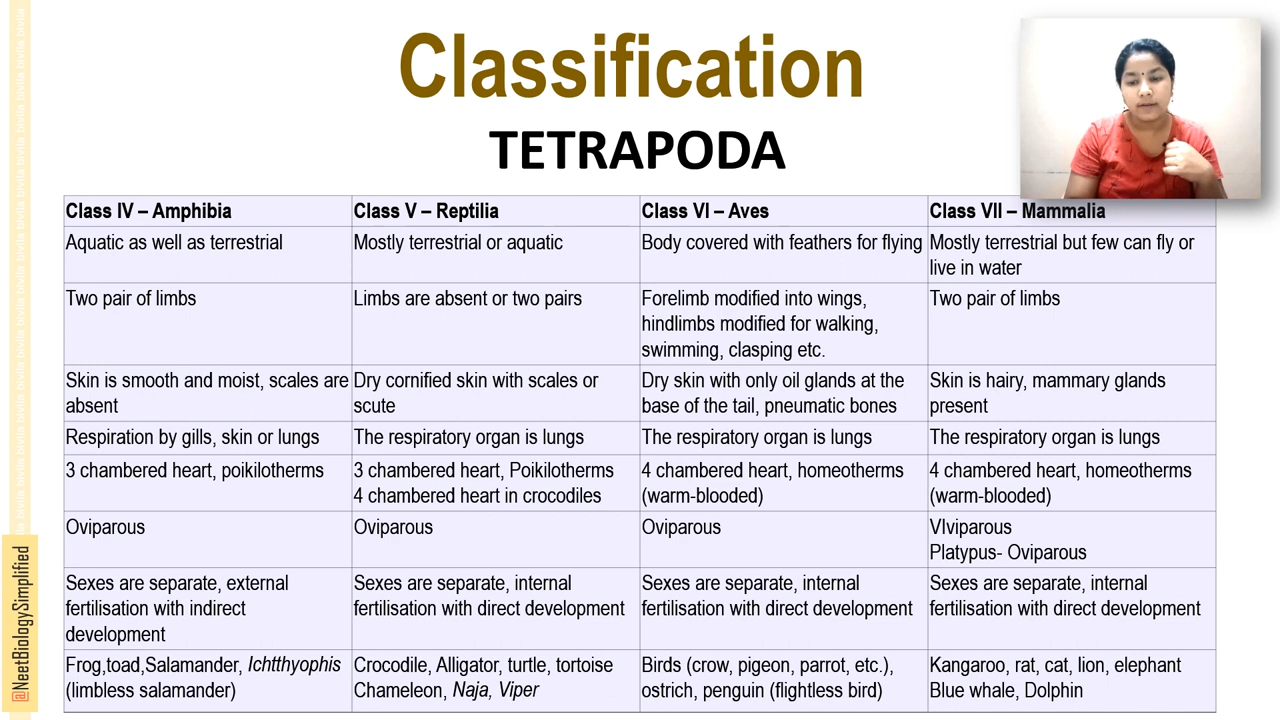 Classification
TETRAPODA
Class IV – Amphibia
Class V – Reptilia
Class VI – Aves
Class VII – Mammalia
Aquatic as well as terrestrial
Mostly terrestrial or aquatic
Body covered with feathers for flying
Mostly terrestrial but few can fly or
live in water
Two pair of limbs
Limbs are absent or two pairs
Forelimb modified into wings,
hindlimbs modified for walking,
swimming, clasping etc.
Two pair of limbs
Skin is smooth and moist, scales are
absent
Dry cornified skin with scales or
scute
Dry skin with only oil glands at the
base of the tail, pneumatic bones
Skin is hairy, mammary glands
present
Respiration by gills, skin or lungs
The respiratory organ is lungs
The respiratory organ is lungs
The respiratory organ is lungs
3 chambered heart, poikilotherms
3 chambered heart, Poikilotherms
4 chambered heart in crocodiles
4 chambered heart, homeotherms
(warm-blooded)
4 chambered heart, homeotherms
(warm-blooded)
Oviparous
Oviparous
Oviparous
VIviparous
Platypus- Oviparous
Sexes are separate, external
fertilisation with indirect
development
Sexes are separate, internal
fertilisation with direct development
Sexes are separate, internal
fertilisation with direct development
Sexes are separate, internal
fertilisation with direct development
Frog,toad,Salamander, Ichtthyophis
(limbless salamander)
Crocodile, Alligator, turtle, tortoise
Chameleon, Naja, Viper
Birds (crow, pigeon, parrot, etc.),
ostrich, penguin (flightless bird)
Kangaroo, rat, cat, lion, elephant
Blue whale, Dolphin
@NeetBiologySimplified